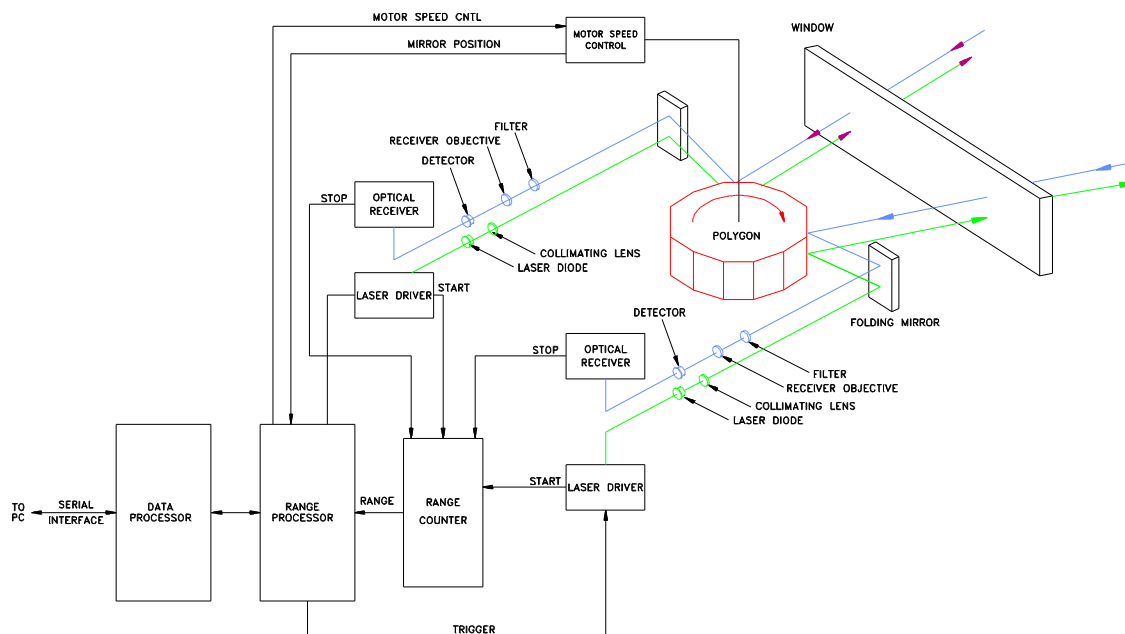 MOTOR SPEED CNTL
MOTOR SPEED
CONTROL
MIRROR POSITION
WINDOW
FILTER
RECEIVER OBJECTIVE
DETECTOR
STOP
OPTICAL
RECEIVER
POLYGON
COLLIMATING LENS
LASER DIODE
LASER DRIVER
START
FOLDING MIRROR
DETECTOR
STOP
OPTICAL
RECEIVER
FILTER
RECEIVER OBJECTIVE
COLLIMATING LENS
LASER DIODE
START
LASER DRIVER
TO
PC
SERIAL
INTERFACE
DATA
PROCESSOR
RANGE
PROCESSOR
RANGE
RANGE
COUNTER
TRIGGER